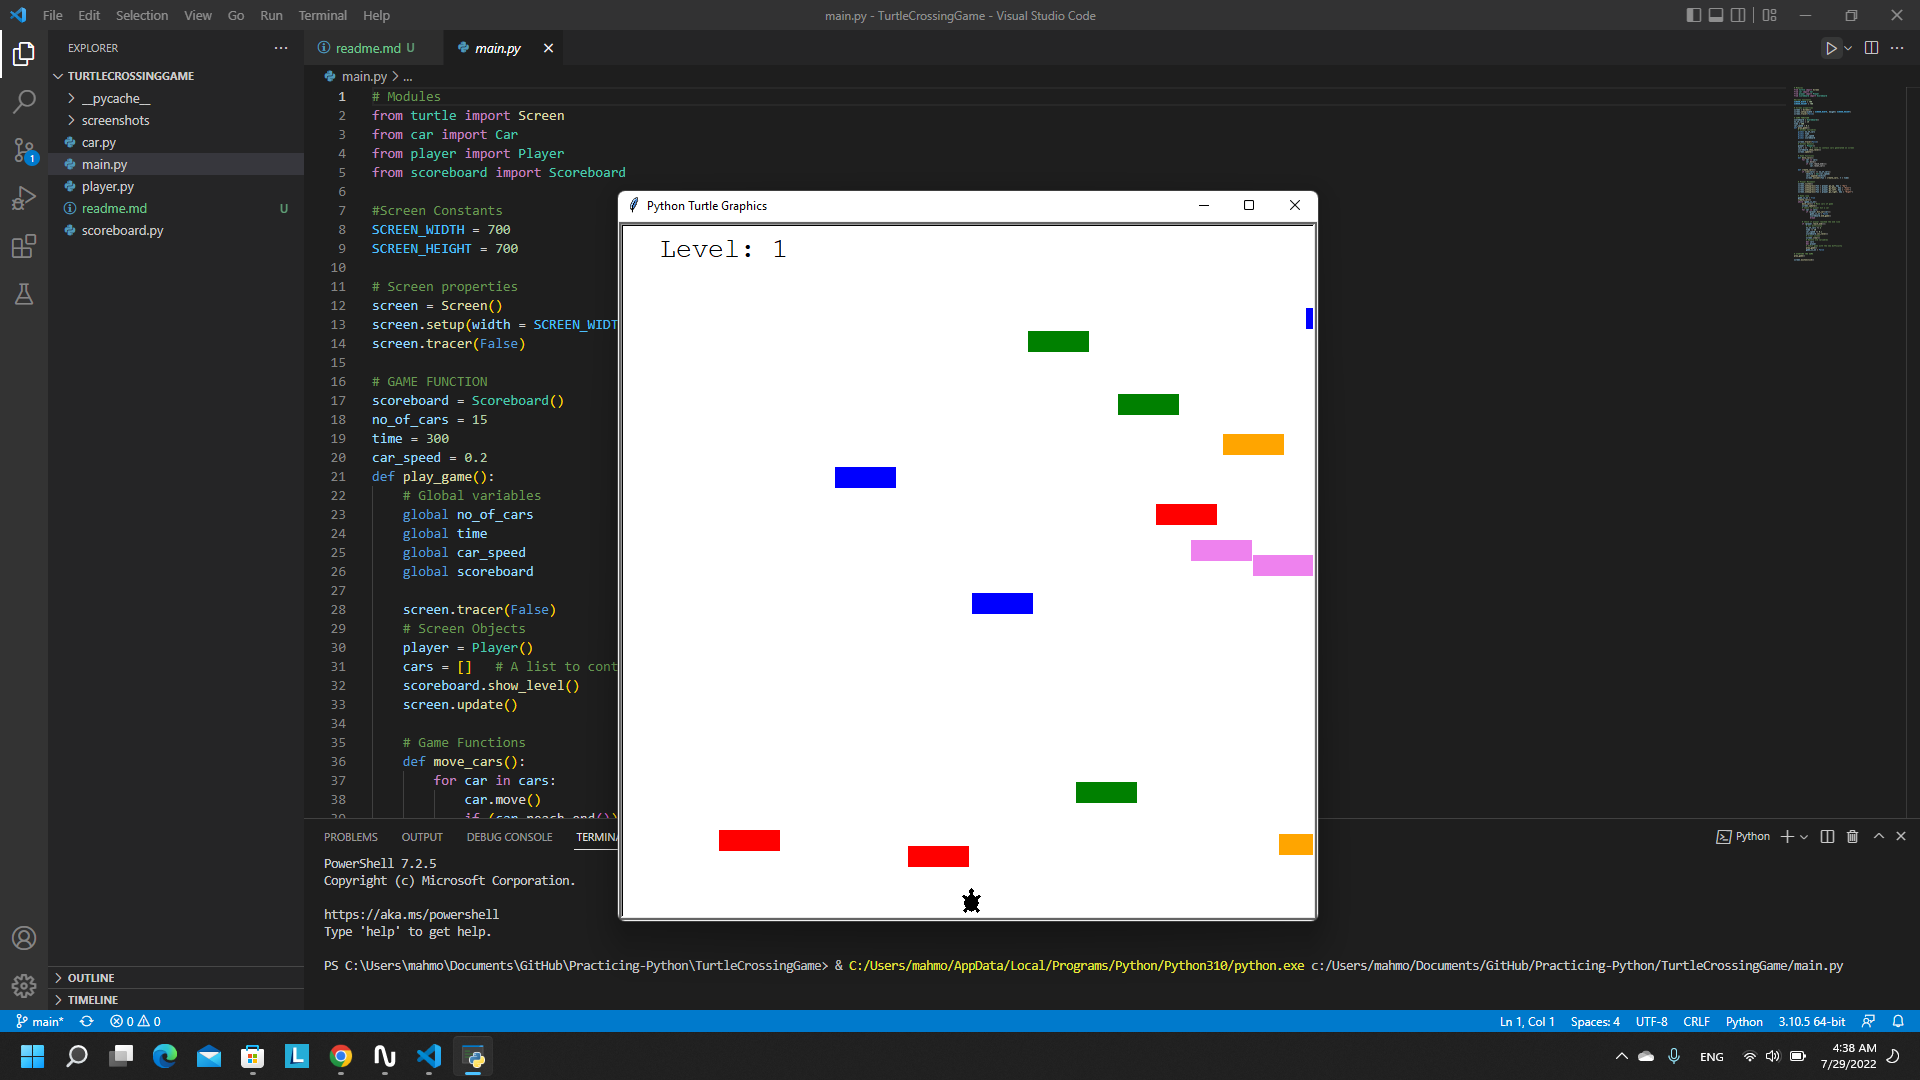 File Edit Selection View Go Run Terminal Help
main.py - TurtleCrossingGame - Visual Studio Code
EXPLORER
TURTLECROSSINGGAME
__pycache__
screenshots
car.py
main.py
player.py
readme.md U
scoreboard.py
OUTLINE
TIMELINE
readme.md U
main.py
main.py > ...
1 # Modules
2 from turtle import Screen
3 from car import Car
4 from player import Player
5 from scoreboard import Scoreboard
6
7 #Screen Constants
8 SCREEN_WIDTH = 700
9 SCREEN_HEIGHT = 700
10
11 # Screen properties
12 screen = Screen()
13 screen.setup(width = SCREEN_WIDT
14 screen.tracer(False)
15
16 # GAME FUNCTION
17 scoreboard = Scoreboard()
18 no_of_cars = 15
19 time = 300
20 car_speed = 0.2
21 def play_game():
22 # Global variables
23 global no_of_cars
24 global time
25 global car_speed
26 global scoreboard
27
28 screen.tracer(False)
29 # Screen Objects
30 player = Player()
31 cars = [] # A list to cont
32 scoreboard.show_level()
33 screen.update()
34
35 # Game Functions
36 def move_cars():
37 for car in cars:
38 car.move()
39 if (car.reach_end())
Python Turtle Graphics
Level: 1
PROBLEMS OUTPUT DEBUG CONSOLE TERMINA
Python
PowerShell 7.2.5
Copyright (c) Microsoft Corporation.
https://aka.ms/powershell
Type 'help' to get help.
PS C:\Users\mahmo\Documents\GitHub\Practicing-Python\TurtleCrossingGame> & C:/Users/mahmo/AppData/Local/Programs/Python/Python310/python.exe c:/Users/mahmo/Documents/GitHub/Practicing-Python/TurtleCrossingGame/main.py
1
main* 0 0
Ln 1, Col 1 Spaces: 4 UTF-8 CRLF Python 3.10.5 64-bit
L
ENG
4:38 AM
7/29/2022